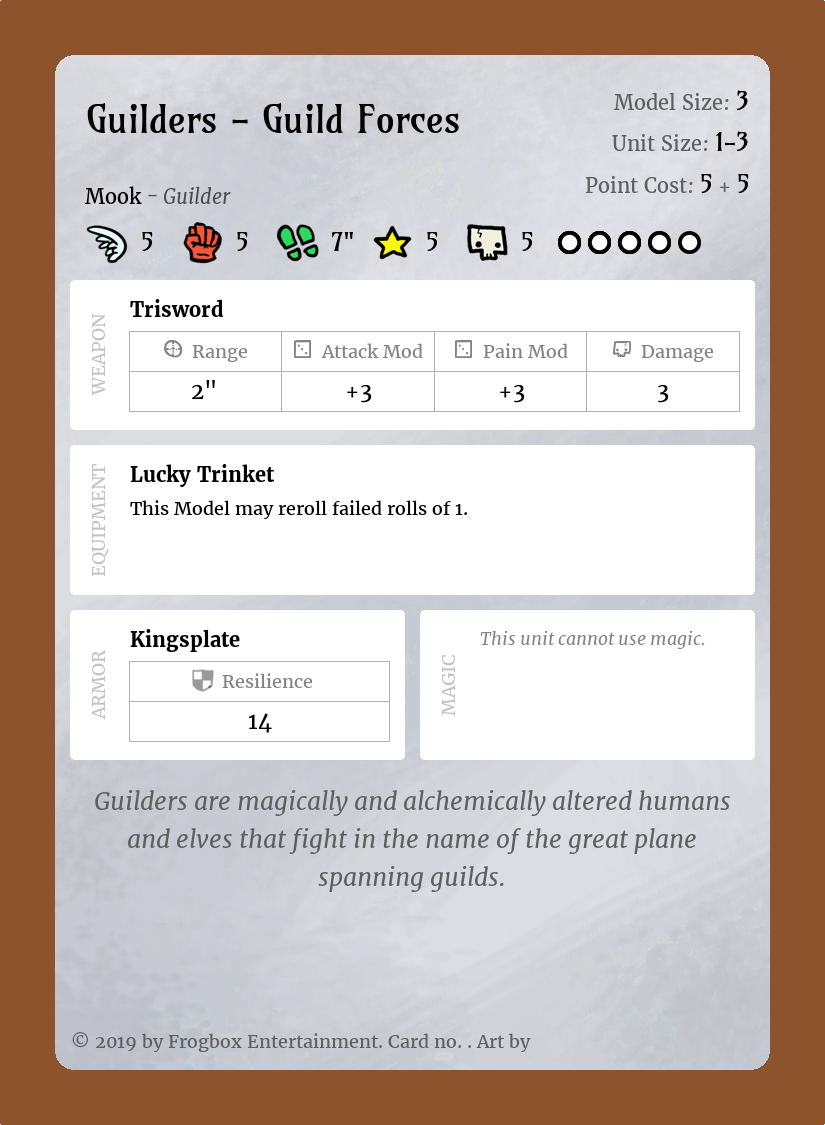 Guilders - Guild Forces
Model Size: 3
Unit Size: 1-3
Point Cost: 5 + 5
Mook - Guilder
5 5 7" 5 5
WEAPON
Trisword
Range Attack Mod Pain Mod Damage
2" +3 +3 3
EQUIPMENT
Lucky Trinket
This Model may reroll failed rolls of 1.
ARMOR
Kingsplate
Resilience
14
MAGIC
This unit cannot use magic.
Guilders are magically and alchemically altered humans
and elves that fight in the name of the great plane
spanning guilds.
© 2019 by Frogbox Entertainment. Card no. . Art by